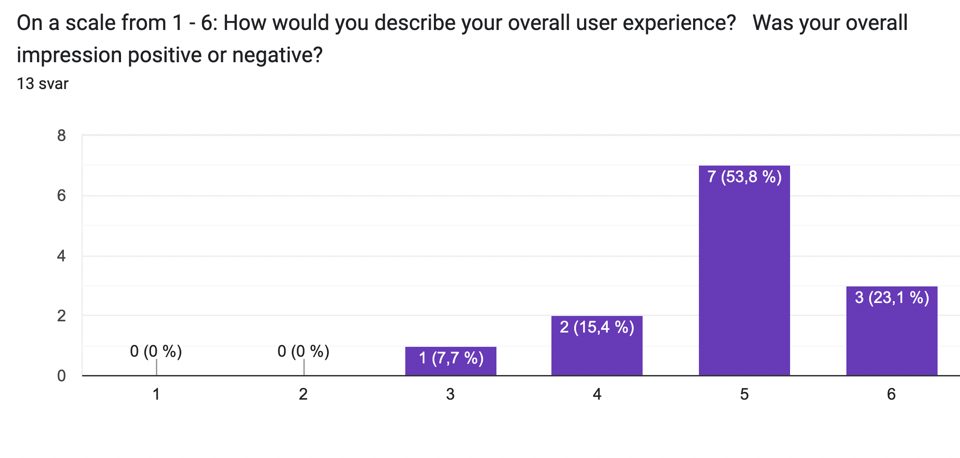 On a scale from 1 - 6: How would you describe your overall user experience?   Was your overall
impression positive or negative?
13 svar
8
6
4
2
0
0 (0 %)
0 (0 %)
1 (7,7 %)
2 (15,4 %)
7 (53,8 %)
3 (23,1 %)
1
2
3
4
5
6